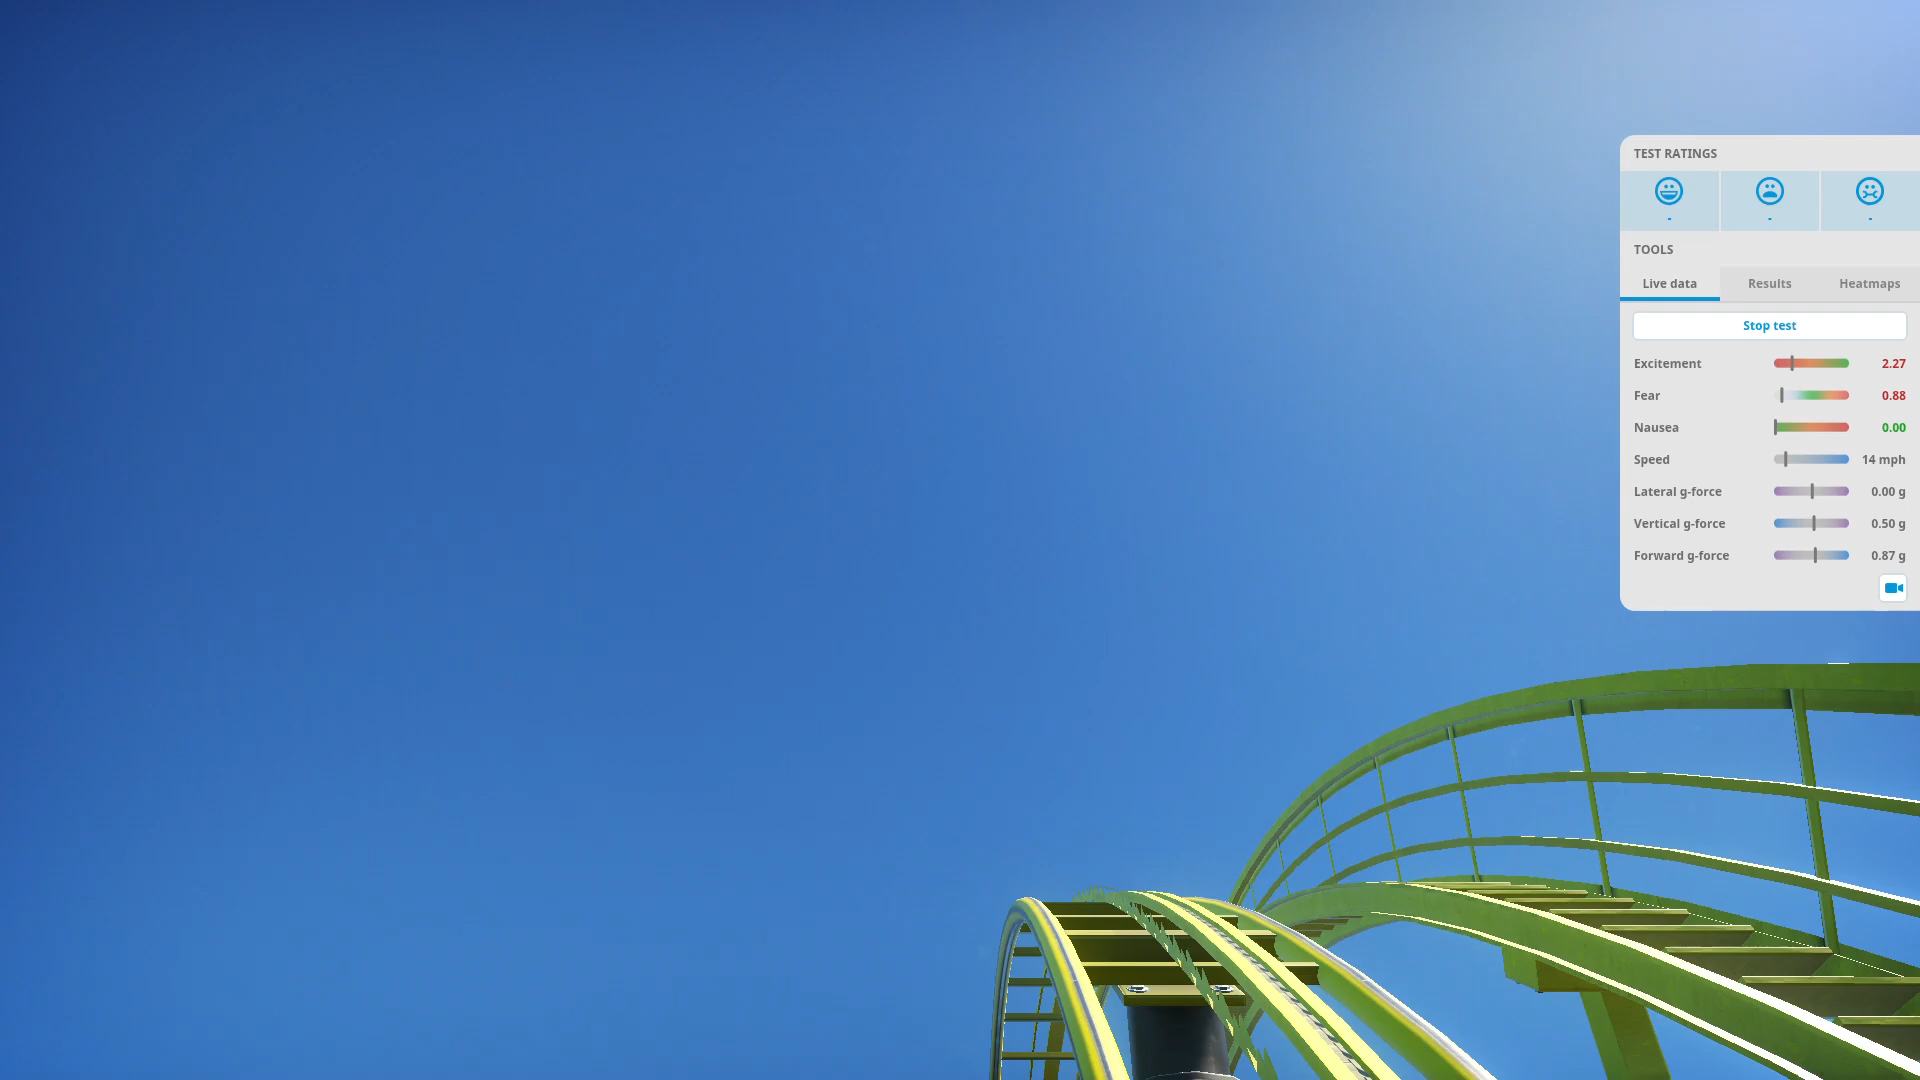 TEST RATINGS
- - -
TOOLS
Live data Results Heatmaps
Stop test
Excitement 2.27
Fear 0.88
Nausea 0.00
Speed 14 mph
Lateral g-force 0.00 g
Vertical g-force 0.50 g
Forward g-force 0.87 g